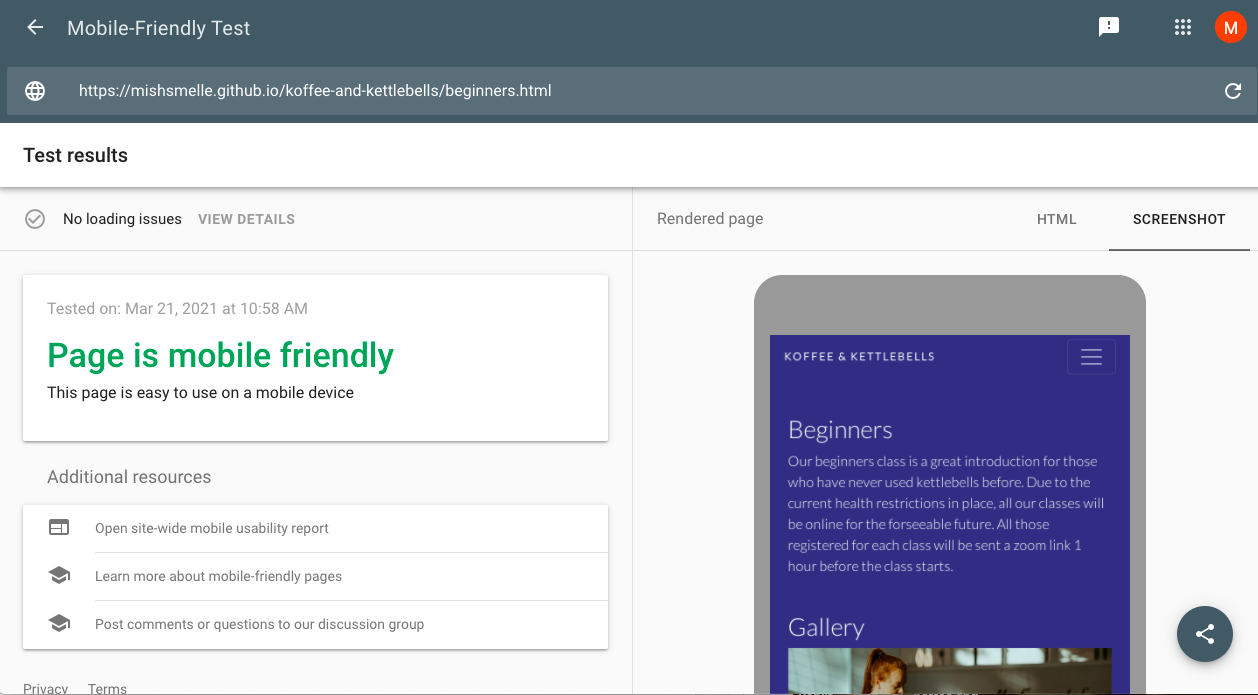 Mobile-Friendly Test
M
https://mishsmelle.github.io/koffee-and-kettlebells/beginners.html
Test results
No loading issues VIEW DETAILS
Rendered page HTML SCREENSHOT
Tested on: Mar 21, 2021 at 10:58 AM
Page is mobile friendly
This page is easy to use on a mobile device
Additional resources
Open site-wide mobile usability report
Learn more about mobile-friendly pages
Post comments or questions to our discussion group
Privacy Terms
KOFFEE & KETTLEBELLS
Beginners
Our beginners class is a great introduction for those
who have never used kettlebells before. Due to the
current health restrictions in place, all our classes will
be online for the forseeable future. All those
registered for each class will be sent a zoom link 1
hour before the class starts.
Gallery